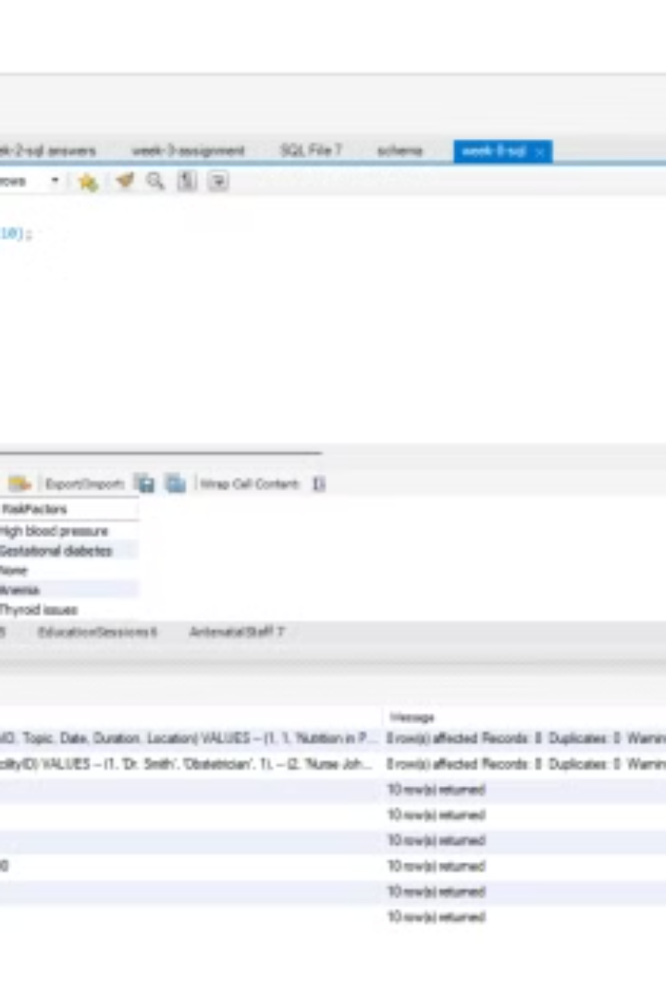 ek-2-sql answers week-3-assignment SQL File 7 schema week-8-sql ×
rows
10);
Export/Import: Wrap Cell Content:
RiskFactors
High blood pressure
Gestational diabetes
None
Anemia
Thyroid issues
EducationSessions 6 AntenatalStaff 7
Message
ID, Topic, Date, Duration, Location) VALUES -- (1, 1, 'Nutrition in P... 8 row(s) affected Records: 8 Duplicates: 0 Warnin
cilityID) VALUES -- (1, 'Dr. Smith', 'Obstetrician', 1), -- (2, 'Nurse Joh... 8 row(s) affected Records: 8 Duplicates: 0 Warnin
10 row(s) returned
10 row(s) returned
10 row(s) returned
10 row(s) returned
10 row(s) returned
10 row(s) returned